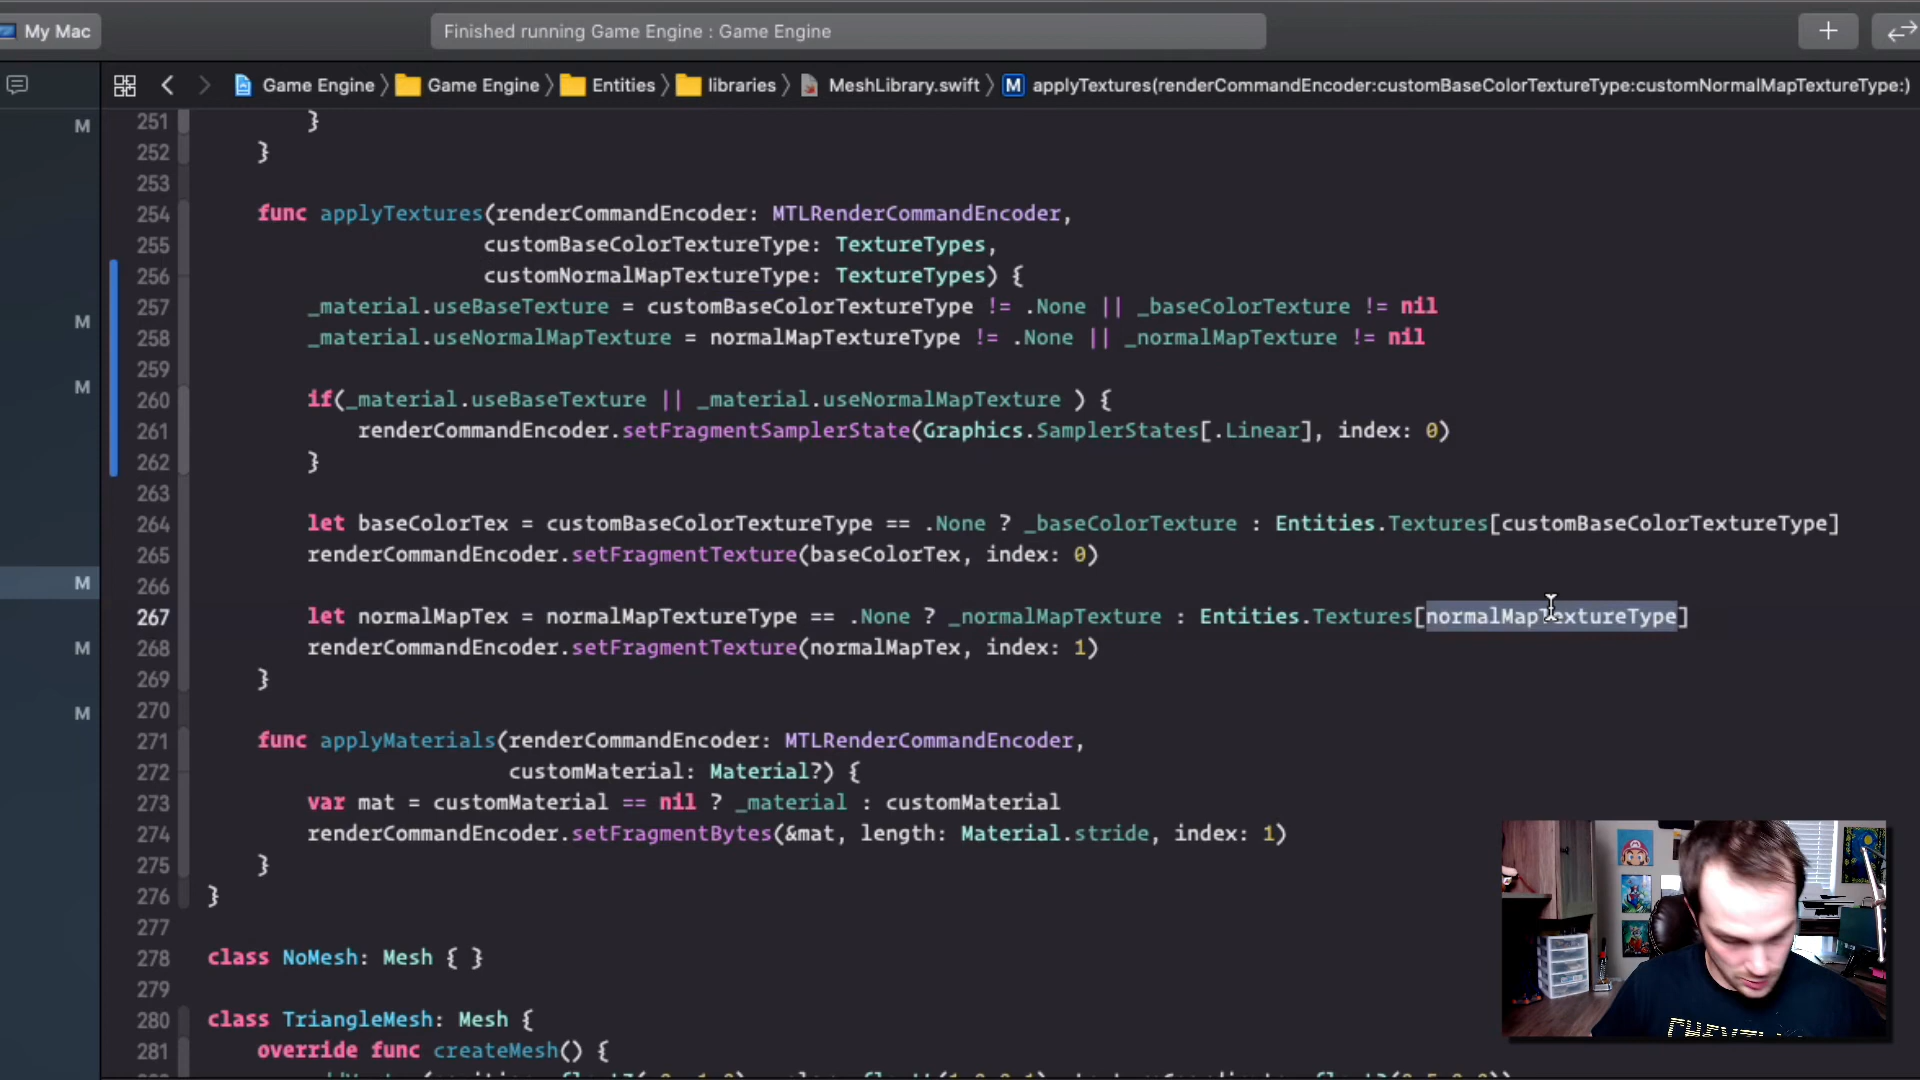 My Mac
Finished running Game Engine : Game Engine
Game Engine Game Engine Entities libraries MeshLibrary.swift M applyTextures(renderCommandEncoder:customBaseColorTextureType:customNormalMapTextureType:)
M
M
M
M
M
M
251 }
252 }
253
254 func applyTextures(renderCommandEncoder: MTLRenderCommandEncoder,
255 customBaseColorTextureType: TextureTypes,
256 customNormalMapTextureType: TextureTypes) {
257 _material.useBaseTexture = customBaseColorTextureType != .None || _baseColorTexture != nil
258 _material.useNormalMapTexture = normalMapTextureType != .None || _normalMapTexture != nil
259
260 if(_material.useBaseTexture || _material.useNormalMapTexture ) {
261 renderCommandEncoder.setFragmentSamplerState(Graphics.SamplerStates[.Linear], index: 0)
262 }
263
264 let baseColorTex = customBaseColorTextureType == .None ? _baseColorTexture : Entities.Textures[customBaseColorTextureType]
265 renderCommandEncoder.setFragmentTexture(baseColorTex, index: 0)
266
267 let normalMapTex = normalMapTextureType == .None ? _normalMapTexture : Entities.Textures[normalMapTextureType]
268 renderCommandEncoder.setFragmentTexture(normalMapTex, index: 1)
269 }
270
271 func applyMaterials(renderCommandEncoder: MTLRenderCommandEncoder,
272 customMaterial: Material?) {
273 var mat = customMaterial == nil ? _material : customMaterial
274 renderCommandEncoder.setFragmentBytes(&mat, length: Material.stride, index: 1)
275 }
276 }
277
278 class NoMesh: Mesh { }
279
280 class TriangleMesh: Mesh {
281 override func createMesh() {